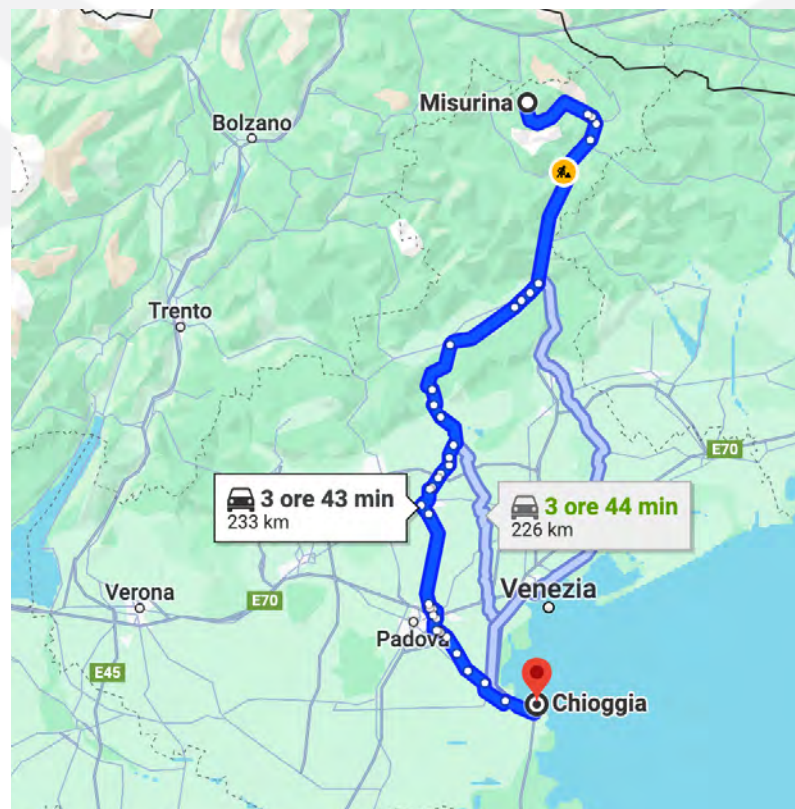 Misurina
Bolzano
Trento
E70
3 ore 43 min
233 km
3 ore 44 min
226 km
Verona
E70
Venezia
Padova
E45
Chioggia